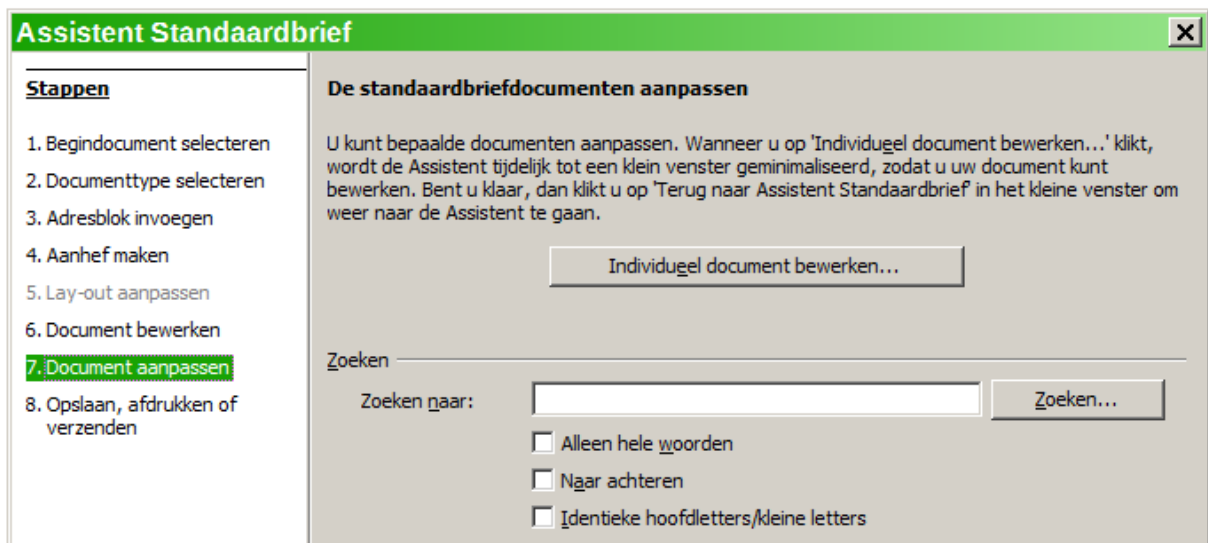 Assistent Standaardbrief
Stappen
1. Begindocument selecteren
2. Documenttype selecteren
3. Adresblok invoegen
4. Aanhef maken
5. Lay-out aanpassen
6. Document bewerken
7. Document aanpassen
8. Opslaan, afdrukken of
verzenden
De standaardbriefdocumenten aanpassen
U kunt bepaalde documenten aanpassen. Wanneer u op 'Individueel document bewerken...' klikt,
wordt de Assistent tijdelijk tot een klein venster geminimaliseerd, zodat u uw document kunt
bewerken. Bent u klaar, dan klikt u op 'Terug naar Assistent Standaardbrief' in het kleine venster om
weer naar de Assistent te gaan.
Individueel document bewerken...
Zoeken
Zoeken naar:
Zoeken...
Alleen hele woorden
Naar achteren
Identieke hoofdletters/kleine letters